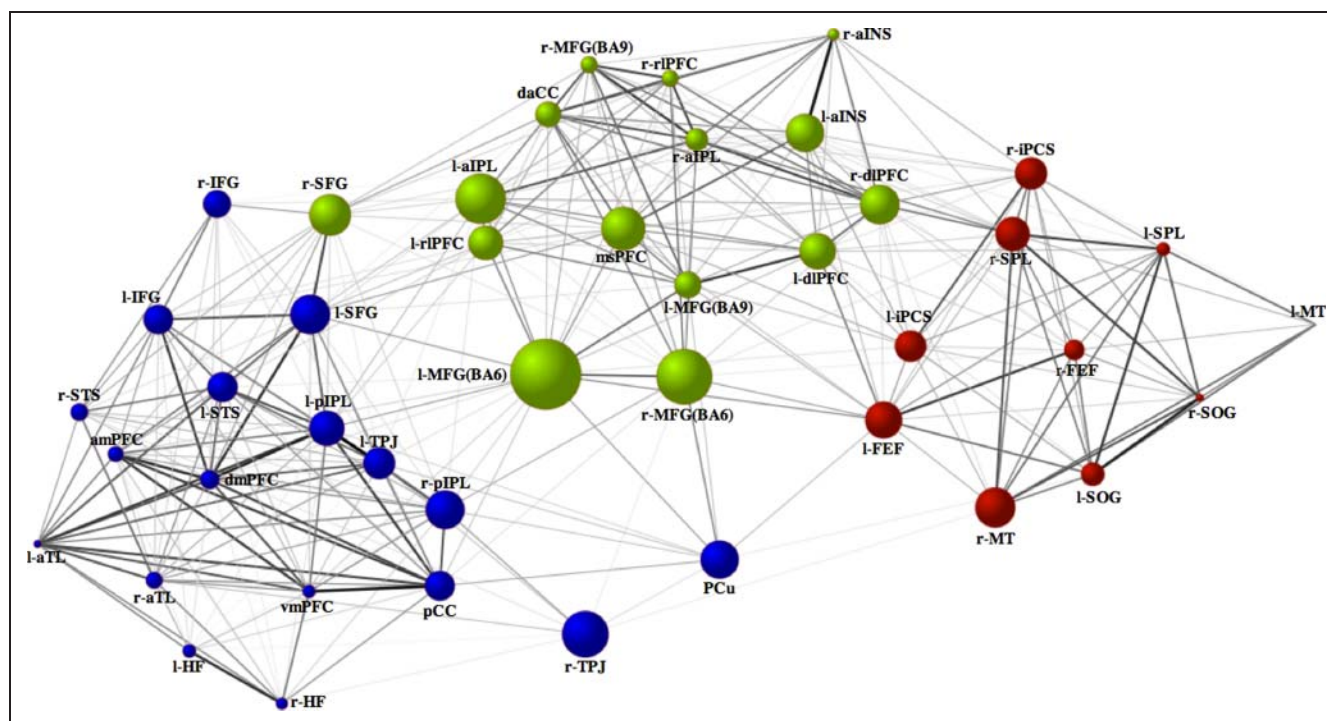 r-aINS
r-MFG(BA9)
r-rlPFC
daCC
l-aINS
r-aIPL
r-iPCS
l-aIPL
r-IFG
r-SFG
r-dlPFC
l-SPL
l-rlPFC
msPFC
r-SPL
l-dlPFC
l-IFG
l-SFG
l-MFG(BA9)
l-MT
l-iPCS
r-FEF
l-MFG(BA6)
r-STS
l-STS
l-pIPL
r-MFG(BA6)
r-SOG
amPFC
l-TPJ
l-FEF
dmPFC
r-pIPL
l-SOG
r-MT
l-aTL
r-aTL
vmPFC
pCC
PCu
l-HF
r-TPJ
r-HF